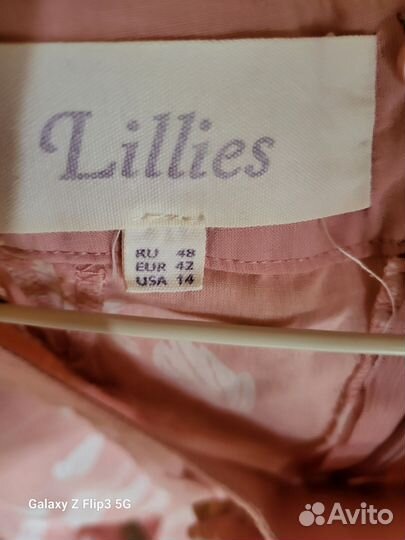 Lillies
RU 48
EUR 42
USA 14
Galaxy Z Flip3 5G
Avito